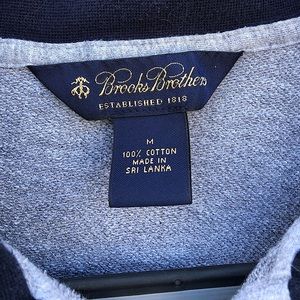 Brooks Brothers
ESTABLISHED 1818
M
100% COTTON
MADE IN
SRI LANKA